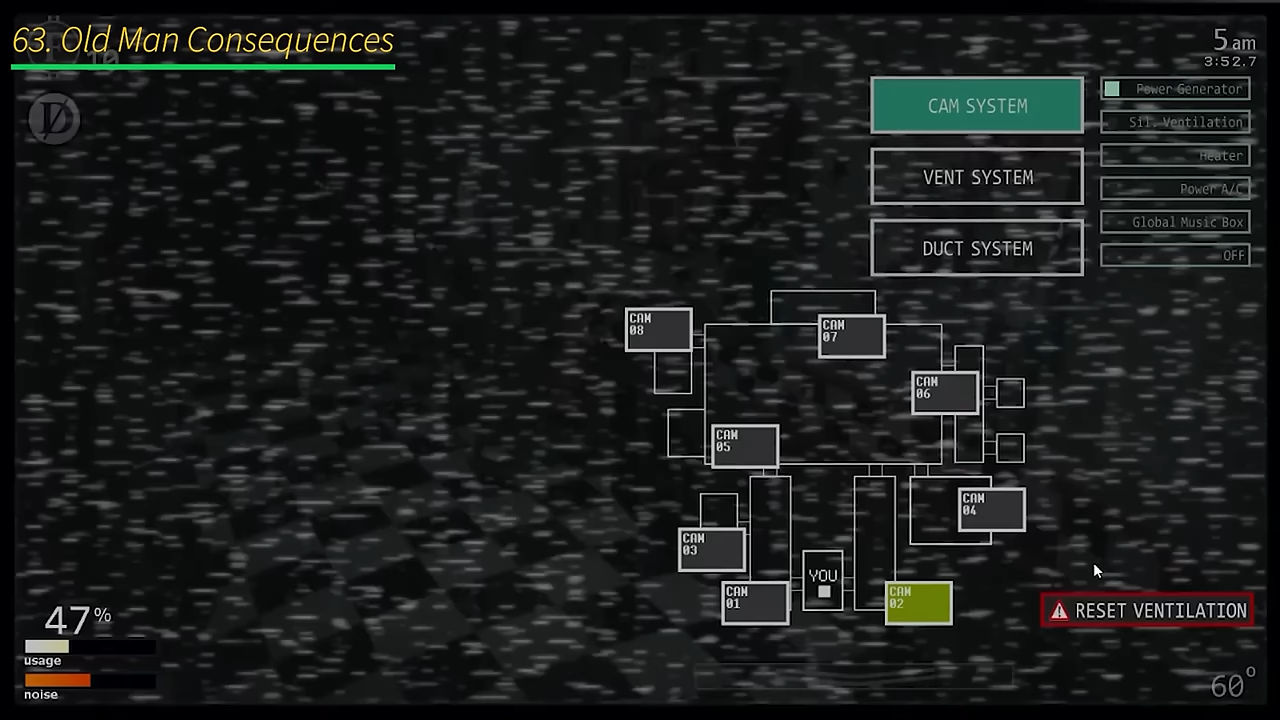 63. Old Man Consequences
10
5 am
3:52.7
CAM SYSTEM
Power Generator
Sil. Ventilation
Heater
VENT SYSTEM
Power A/C
Global Music Box
DUCT SYSTEM
OFF
CAM 08
CAM 07
CAM 06
CAM 05
CAM 04
CAM 03
YOU
CAM 01
CAM 02
RESET VENTILATION
47%
usage
noise
60°